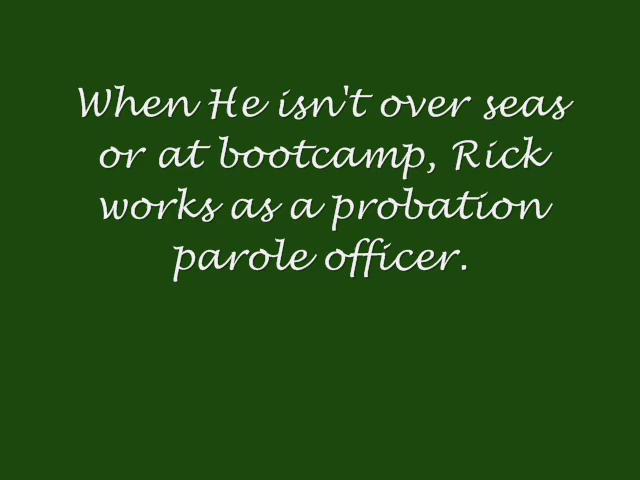 When He isn't over seas
or at bootcamp, Rick
works as a probation
parole officer.